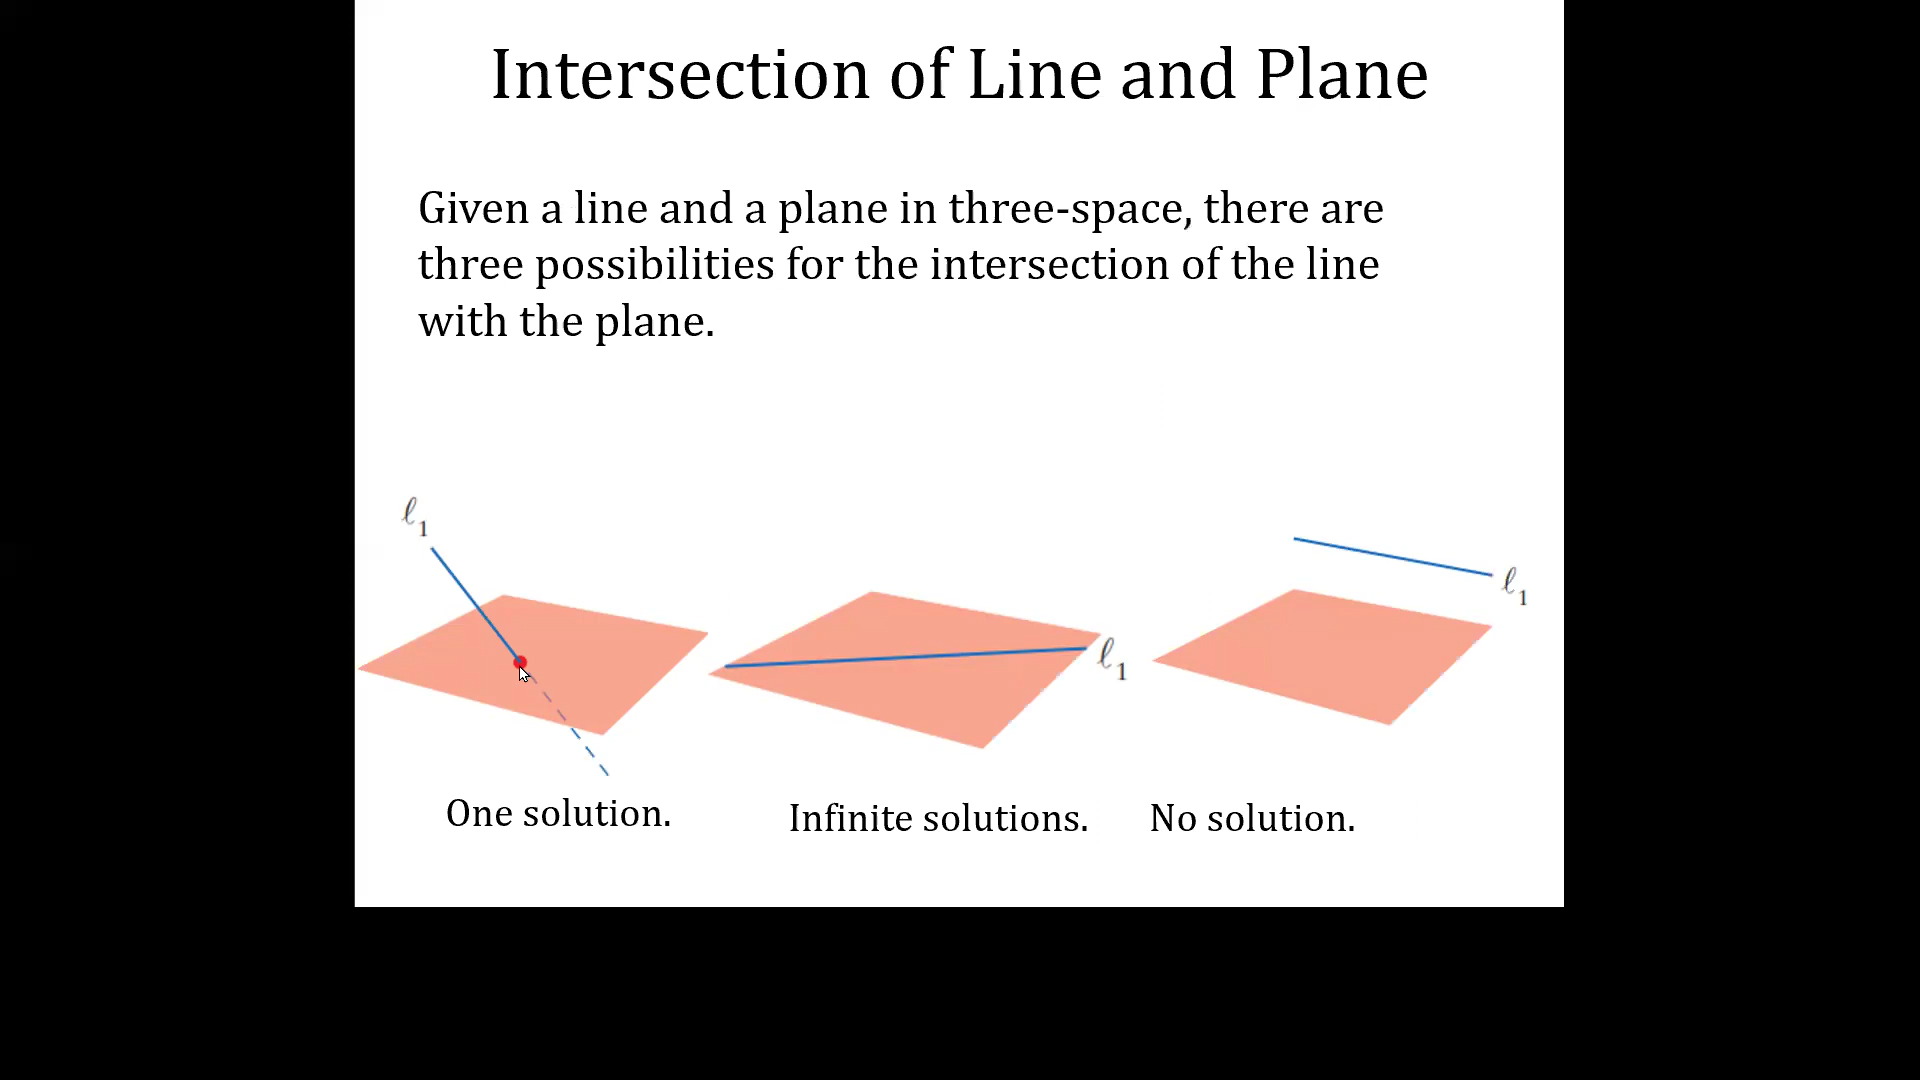 Intersection of Line and Plane
Given a line and a plane in three-space, there are
three possibilities for the intersection of the line
with the plane.
ℓ1
ℓ1
ℓ1
One solution.
Infinite solutions.
No solution.